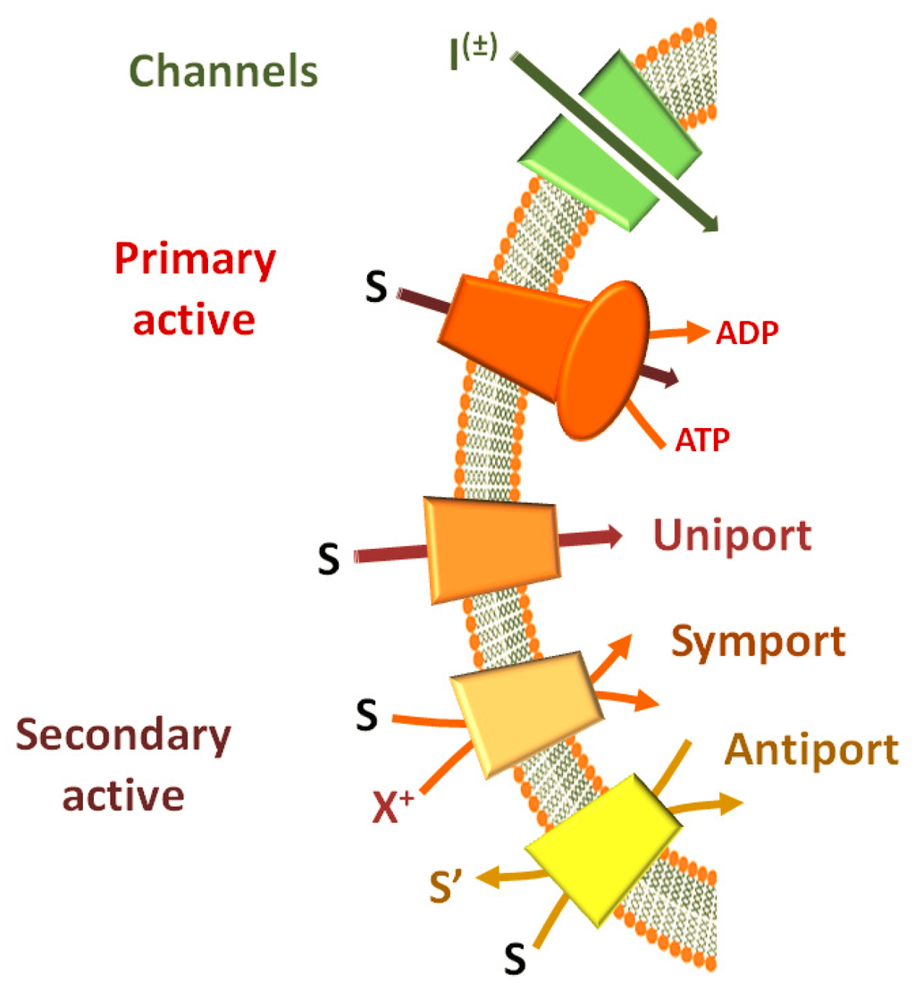 Channels
I(±)
Primary
active
S
ADP
ATP
S
Uniport
Symport
S
Secondary
active
X+
Antiport
S’
S